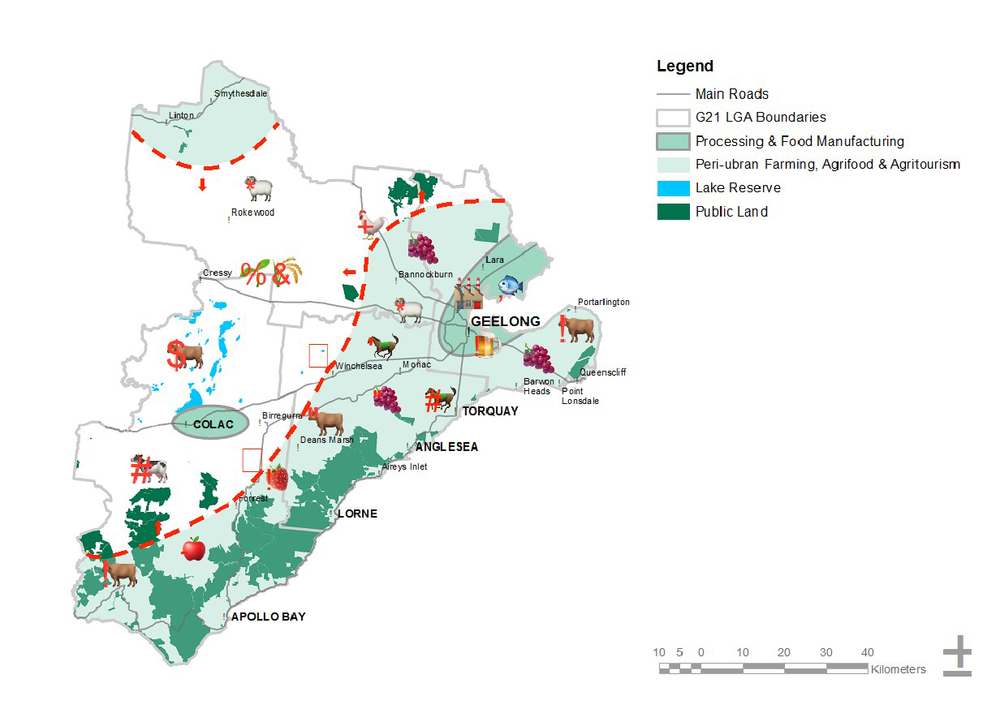 Legend
Main Roads
G21 LGA Boundaries
Processing & Food Manufacturing
Peri-ubran Farming, Agrifood & Agritourism
Lake Reserve
Public Land
Smythesdale
Linton
Rokewood
Cressy
%&
Lara
Bannockburn
GEELONG
Portarlington
$
!
Winchelsea
Moriac
Queenscliff
Barwon
Heads
Point
Lonsdale
#
TORQUAY
COLAC
Birregurra
Deans Marsh
ANGLESEA
Aireys Inlet
#
!
Forrest
LORNE
!
APOLLO BAY
10 5 0 10 20 30 40
Kilometers